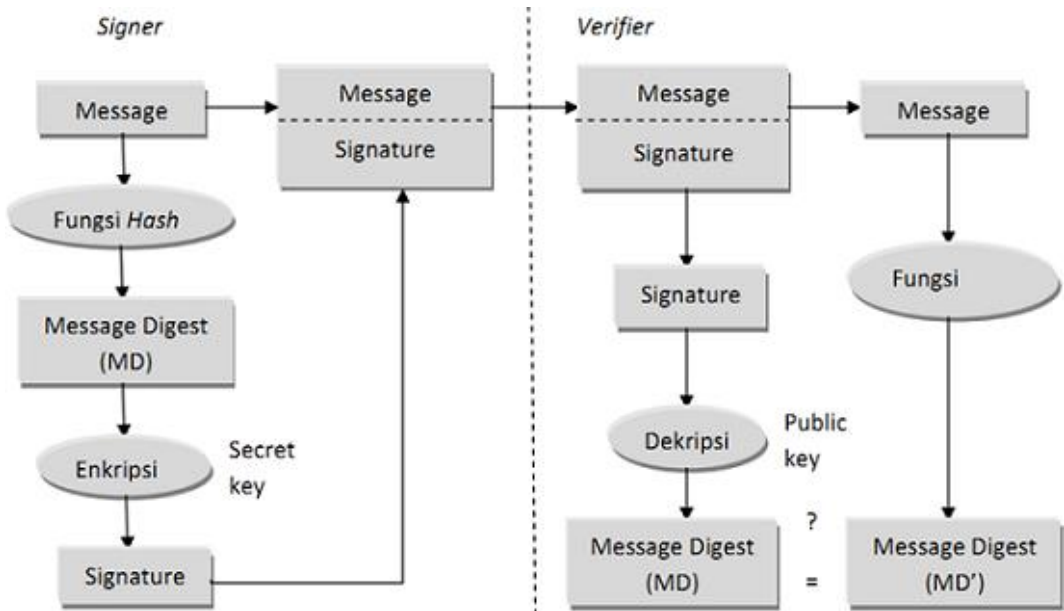 Signer
Message
Fungsi Hash
Message Digest
(MD)
Enkripsi
Secret
key
Signature
Message
Signature
Verifier
Message
Signature
Signature
Dekripsi
Public
key
Message Digest
(MD)
?
=
Message
Fungsi
Message Digest
(MD')